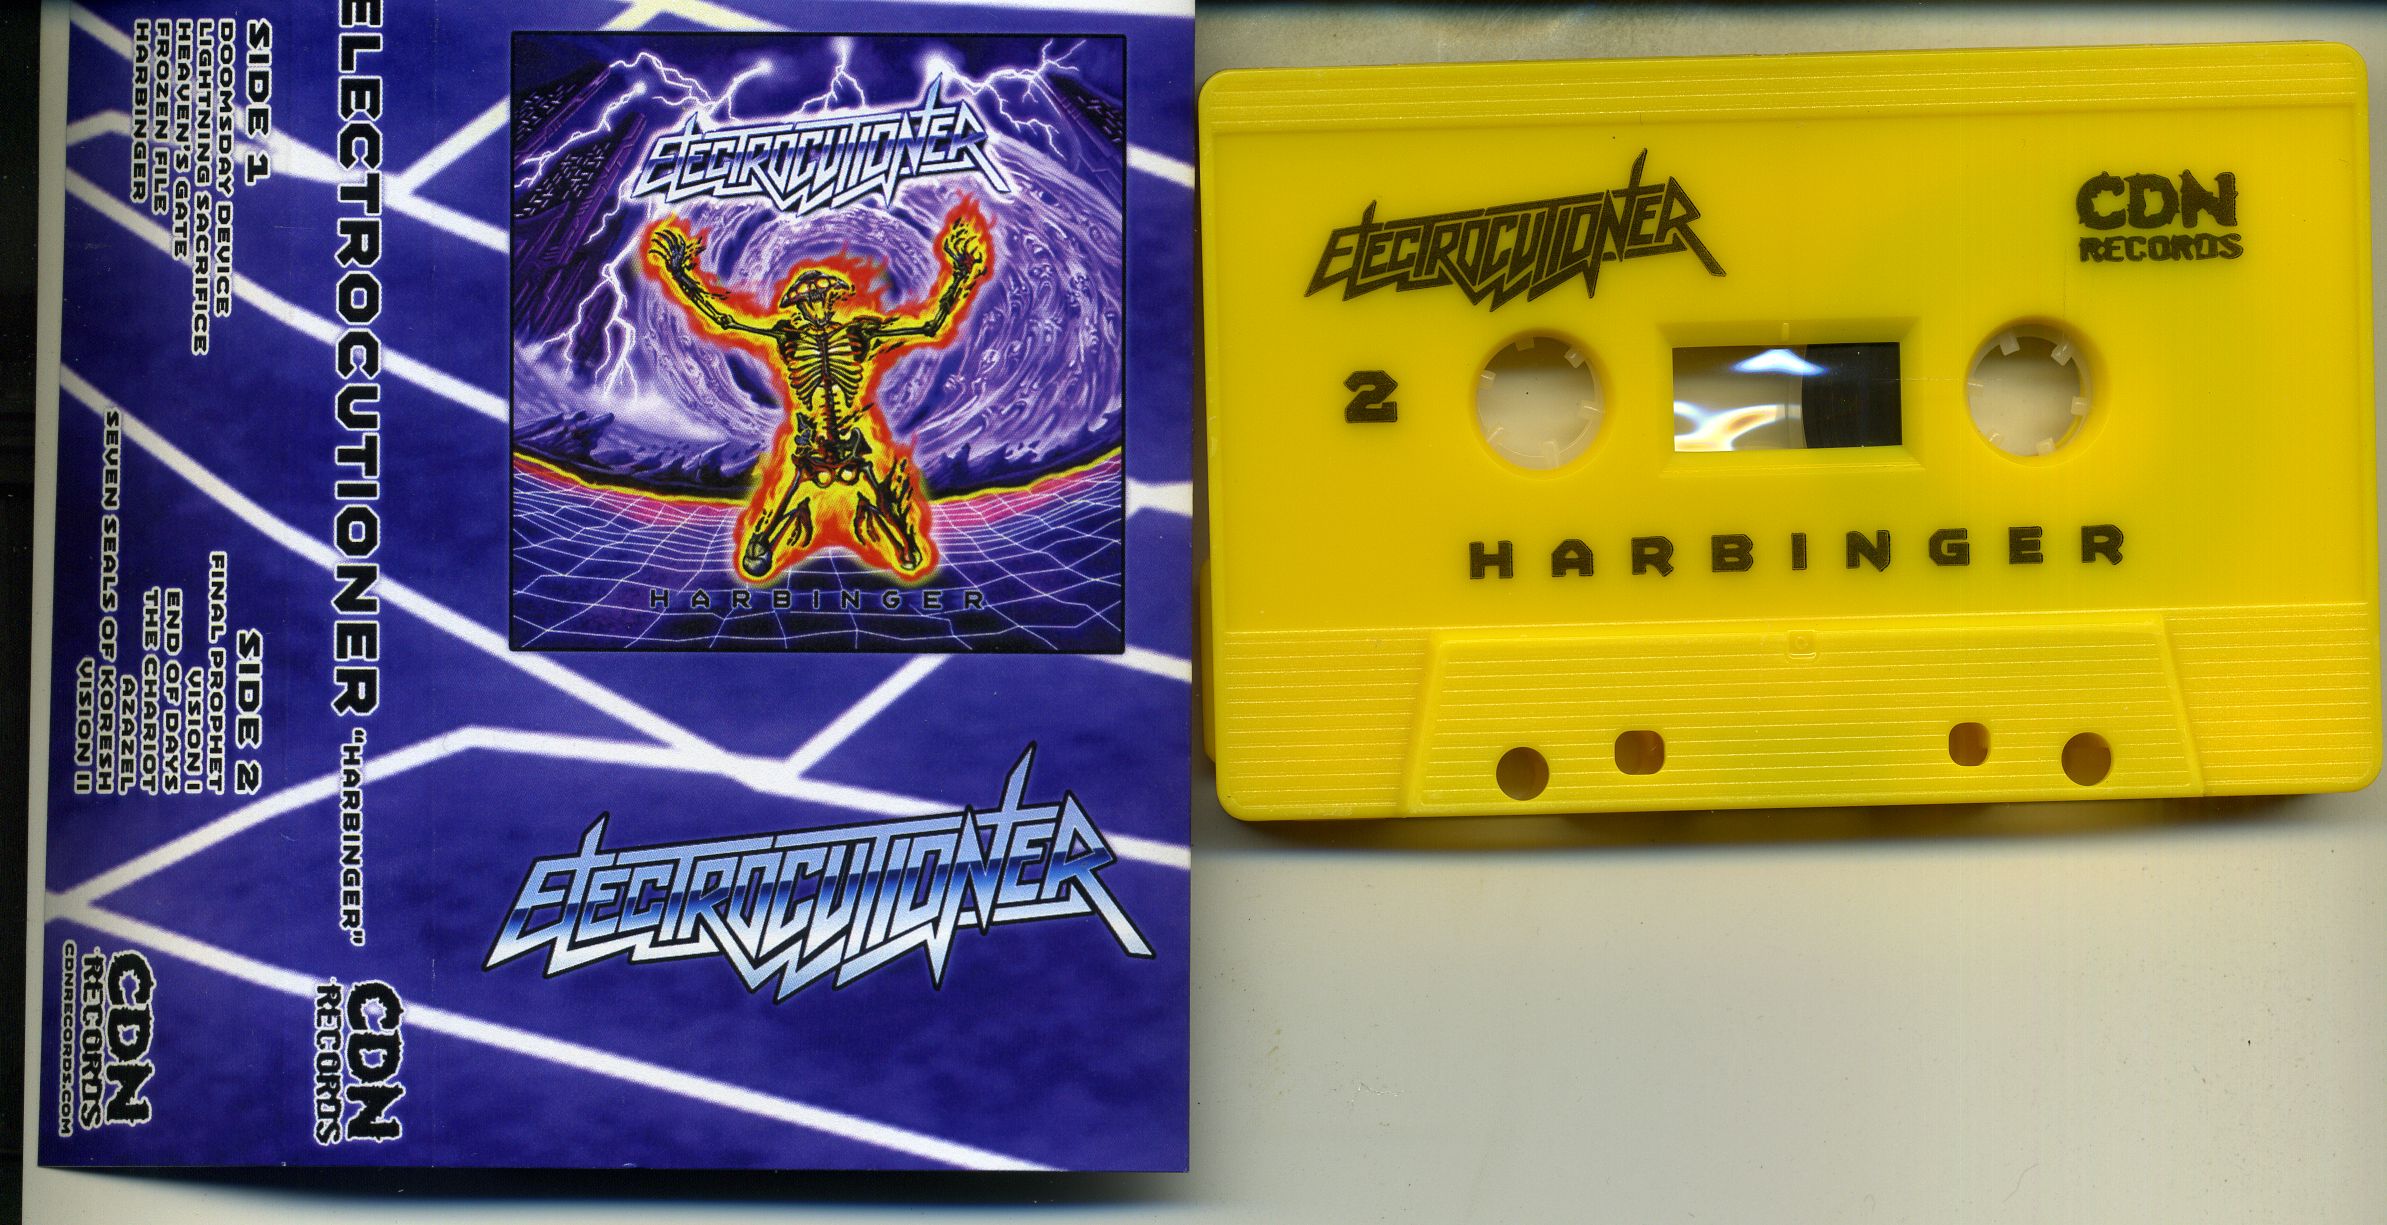 SIDE 1
DOOMSDAY DEVICE
LIGHTNING SACRIFICE
HEAVEN'S GATE
FROZEN FILE
HARBINGER
SIDE 2
FINAL PROPHET
VISION I
END OF DAYS
THE CHARIOT
AZAZEL
SEVEN SEALS OF KORESH
VISION II
CDN
RECORDS
CDNRECORDS.COM
ELECTROCUTIONER "HARBINGER"
CDN
RECORDS
ELECTROCUTIONER
HARBINGER
ELECTROCUTIONER
ELECTROCUTIONER
CDN
RECORDS
2
HARBINGER